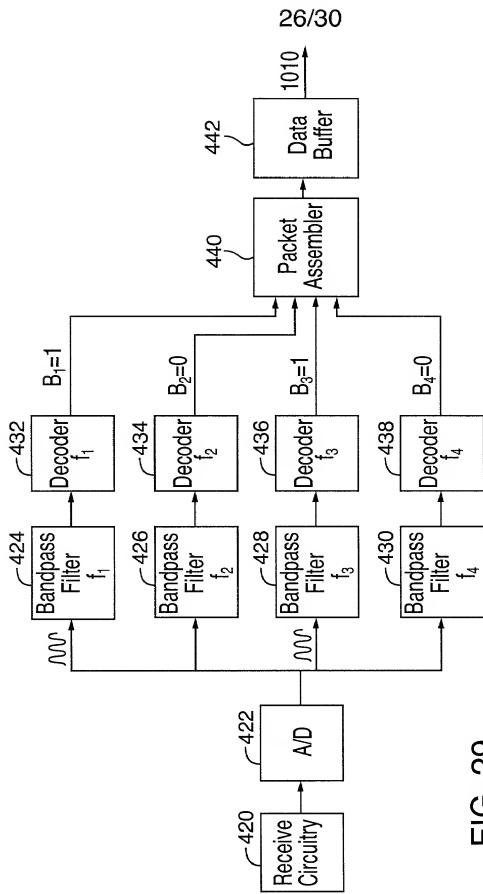 420
Receive
Circuitry
422
A/D
424
Bandpass
Filter
f1
432
Decoder
f1
B1=1
426
Bandpass
Filter
f2
434
Decoder
f2
B2=0
428
Bandpass
Filter
f3
436
Decoder
f3
B3=1
430
Bandpass
Filter
f4
438
Decoder
f4
B4=0
440
Packet
Assembler
442
Data
Buffer
1010
26/30
FIG. 29